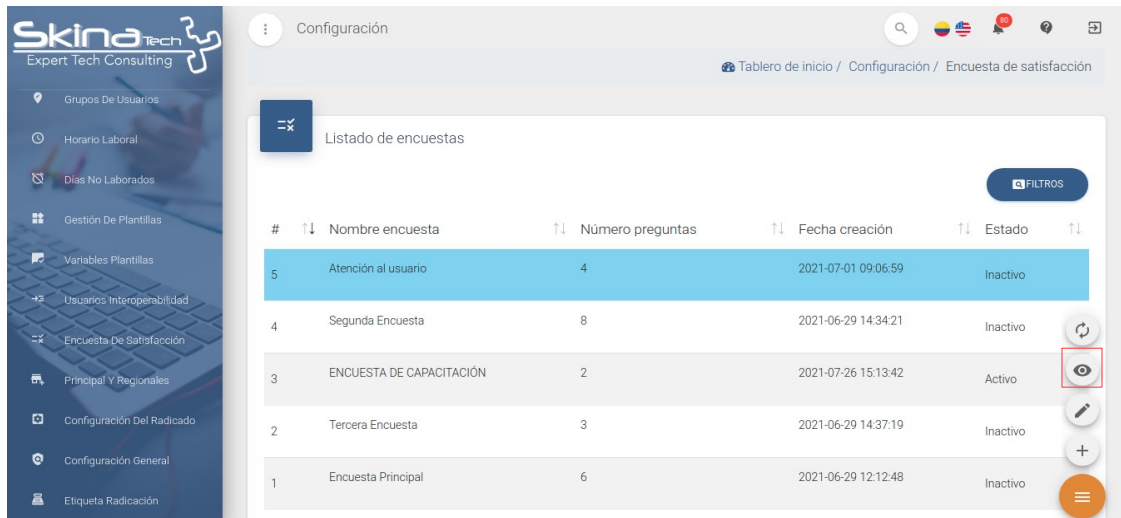 Skina Tech
Expert Tech Consulting
Configuración
80
Tablero de inicio / Configuración / Encuesta de satisfacción
Grupos De Usuarios
Horario Laboral
Días No Laborados
Gestión De Plantillas
Variables Plantillas
Usuarios Interoperabilidad
Encuesta De Satisfacción
Principal Y Regionales
Configuración Del Radicado
Configuración General
Etiqueta Radicación
Listado de encuestas
FILTROS
# Nombre encuesta Número preguntas Fecha creación Estado
5 Atención al usuario 4 2021-07-01 09:06:59 Inactivo
4 Segunda Encuesta 8 2021-06-29 14:34:21 Inactivo
3 ENCUESTA DE CAPACITACIÓN 2 2021-07-26 15:13:42 Activo
2 Tercera Encuesta 3 2021-06-29 14:37:19 Inactivo
1 Encuesta Principal 6 2021-06-29 12:12:48 Inactivo